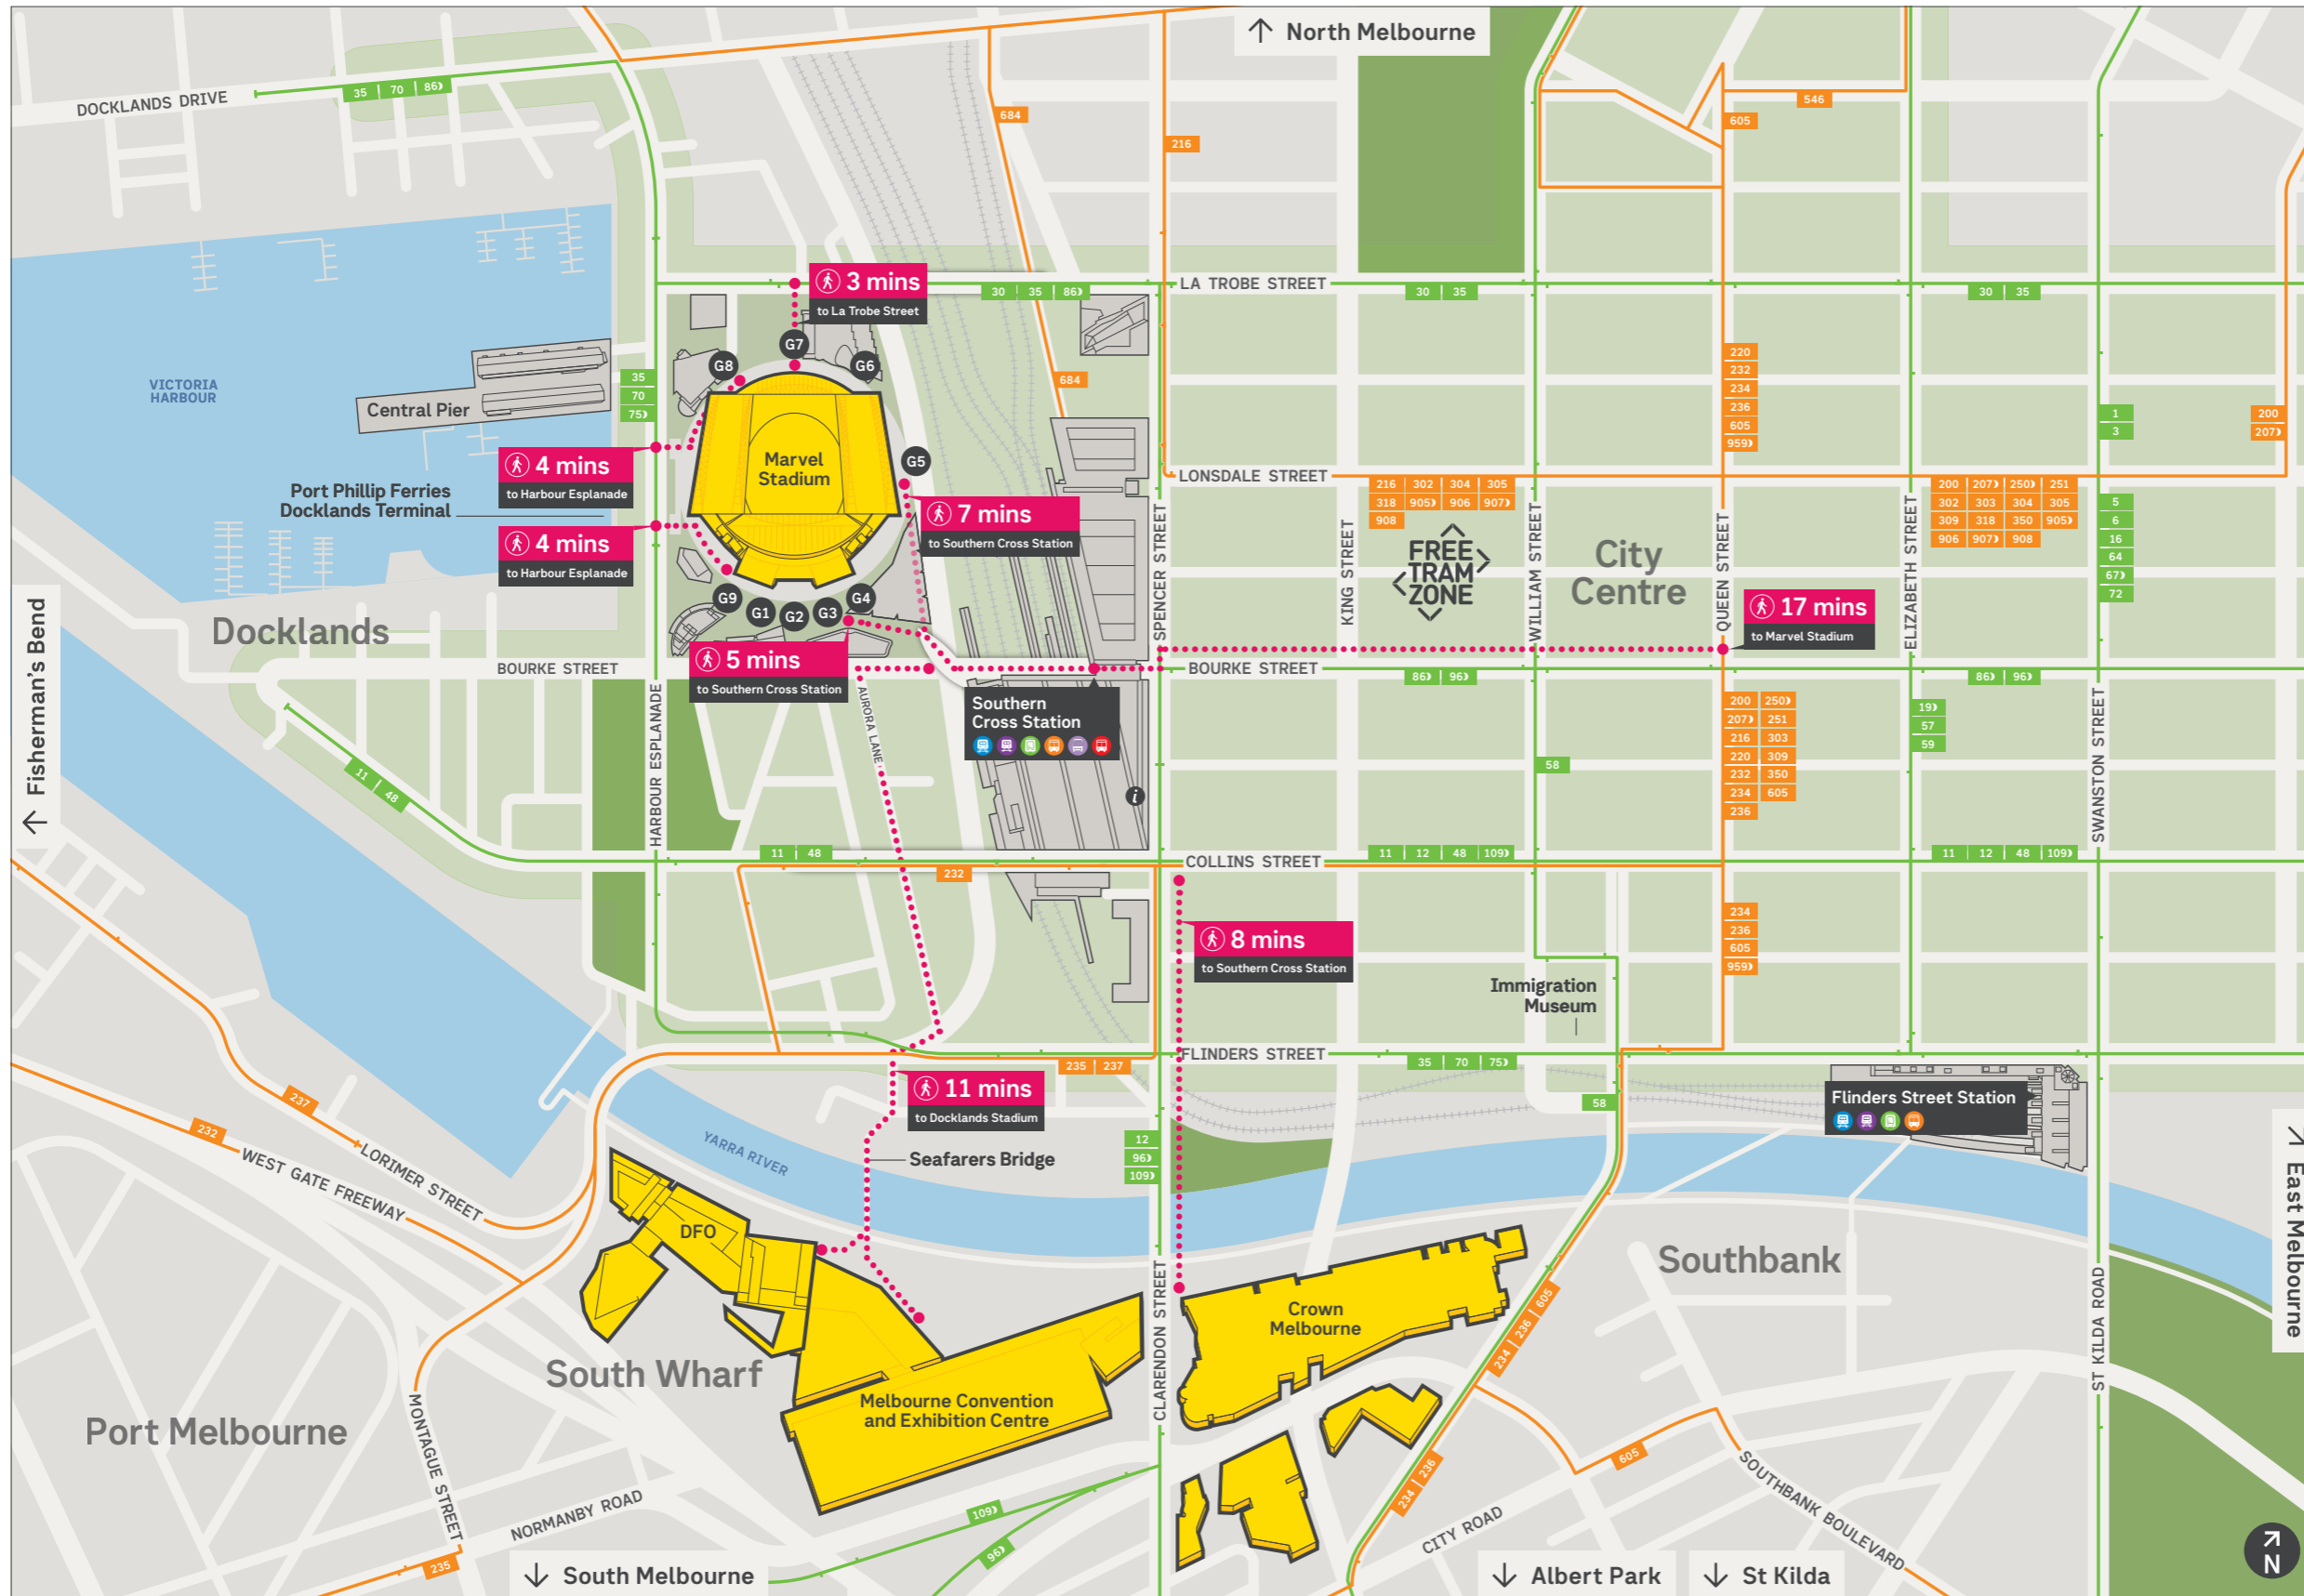 North Melbourne
DOCKLANDS DRIVE
35 70 86
684
216
546
605
LA TROBE STREET
30 35 86
30 35
30 35
3 mins
to La Trobe Street
G7
G8
G6
VICTORIA
HARBOUR
Central Pier
35
70
75
684
220
232
234
236
605
959
1
3
200
207
Marvel
Stadium
G5
4 mins
to Harbour Esplanade
Port Phillip Ferries
Docklands Terminal
4 mins
to Harbour Esplanade
7 mins
to Southern Cross Station
LONSDALE STREET
216 302 304 305
318 905 906 907
908
200 207 250 251
302 303 304 305
309 318 350 905
906 907 908
5
6
16
64
67
72
SPENCER STREET
KING STREET
FREE
TRAM
ZONE
WILLIAM STREET
City
Centre
QUEEN STREET
ELIZABETH STREET
17 mins
to Marvel Stadium
G9
G1
G2
G3
G4
Docklands
Fisherman's Bend
BOURKE STREET
5 mins
to Southern Cross Station
BOURKE STREET
86 96
86 96
Southern
Cross Station
i
AURORA LANE
HARBOUR ESPLANADE
11 48
58
200 250
207 251
216 303
220 309
232 350
234 605
236
19
57
59
SWANSTON STREET
11 48
232
COLLINS STREET
11 12 48 109
11 12 48 109
8 mins
to Southern Cross Station
234
236
605
959
Immigration
Museum
FLINDERS STREET
235 237
35 70 75
11 mins
to Docklands Stadium
58
Flinders Street Station
237
232
LORIMER STREET
WEST GATE FREEWAY
YARRA RIVER
Seafarers Bridge
12
96
109
East Melbourne
DFO
Southbank
CLARENDON STREET
Crown
Melbourne
234 236 605
ST KILDA ROAD
South Wharf
Melbourne Convention
and Exhibition Centre
Port Melbourne
MONTAGUE STREET
NORMANBY ROAD
109
96
234 236
605
CITY ROAD
SOUTHBANK BOULEVARD
235
South Melbourne
Albert Park
St Kilda
N